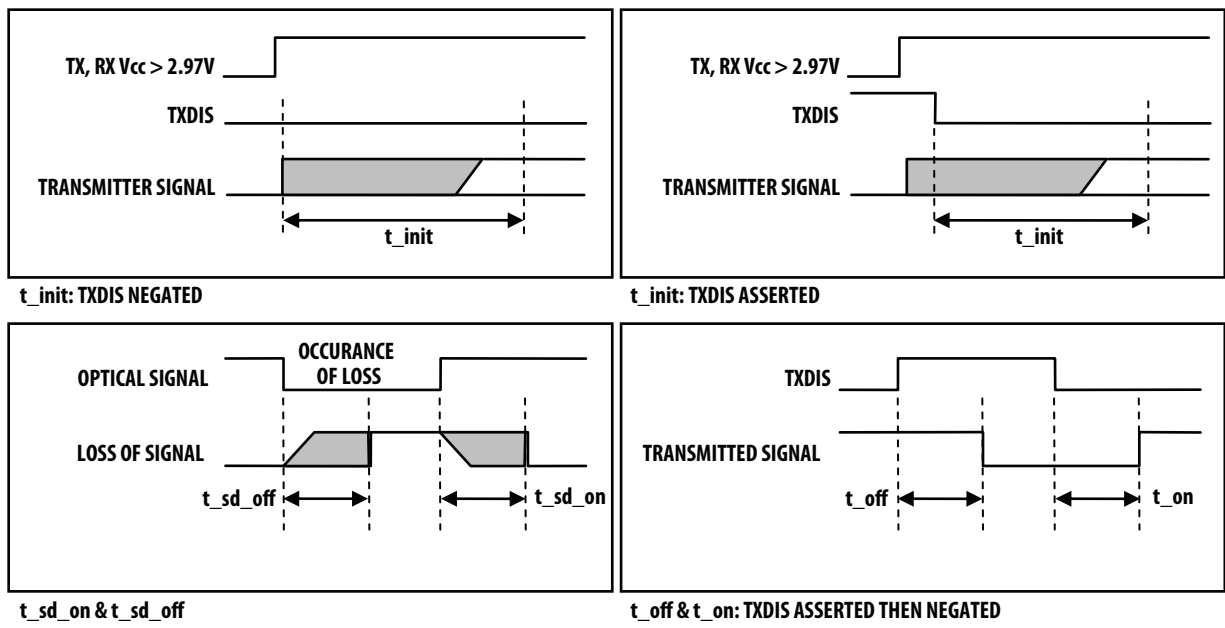 TX, RX Vcc > 2.97V
TXDIS
TRANSMITTER SIGNAL
t_init
t_init: TXDIS NEGATED
TX, RX Vcc > 2.97V
TXDIS
TRANSMITTER SIGNAL
t_init
t_init: TXDIS ASSERTED
OPTICAL SIGNAL
OCCURANCE
OF LOSS
LOSS OF SIGNAL
t_sd_off
t_sd_on
t_sd_on & t_sd_off
TXDIS
TRANSMITTED SIGNAL
t_off
t_on
t_off & t_on: TXDIS ASSERTED THEN NEGATED